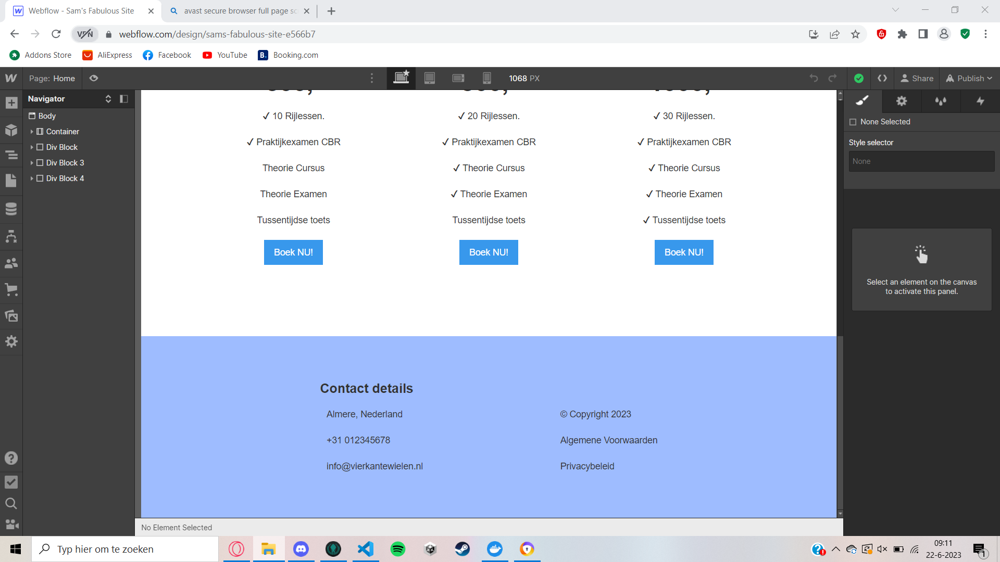 Webflow - Sam's Fabulous Site
avast secure browser full page sc
VPN
webflow.com/design/sams-fabulous-site-e566b7
Addons Store
AliExpress
Facebook
YouTube
Booking.com
Page: Home
1068 PX
Share
Publish
Navigator
Body
Container
Div Block
Div Block 3
Div Block 4
✓ 10 Rijlessen.
✓ 20 Rijlessen.
✓ 30 Rijlessen.
✓ Praktijkexamen CBR
✓ Praktijkexamen CBR
✓ Praktijkexamen CBR
Theorie Cursus
✓ Theorie Cursus
✓ Theorie Cursus
Theorie Examen
✓ Theorie Examen
✓ Theorie Examen
Tussentijdse toets
Tussentijdse toets
✓ Tussentijdse toets
Boek NU!
Boek NU!
Boek NU!
Contact details
Almere, Nederland
© Copyright 2023
+31 012345678
Algemene Voorwaarden
info@vierkantewielen.nl
Privacybeleid
None Selected
Style selector
None
Select an element on the canvas
to activate this panel.
No Element Selected
Typ hier om te zoeken
09:11
22-6-2023
1